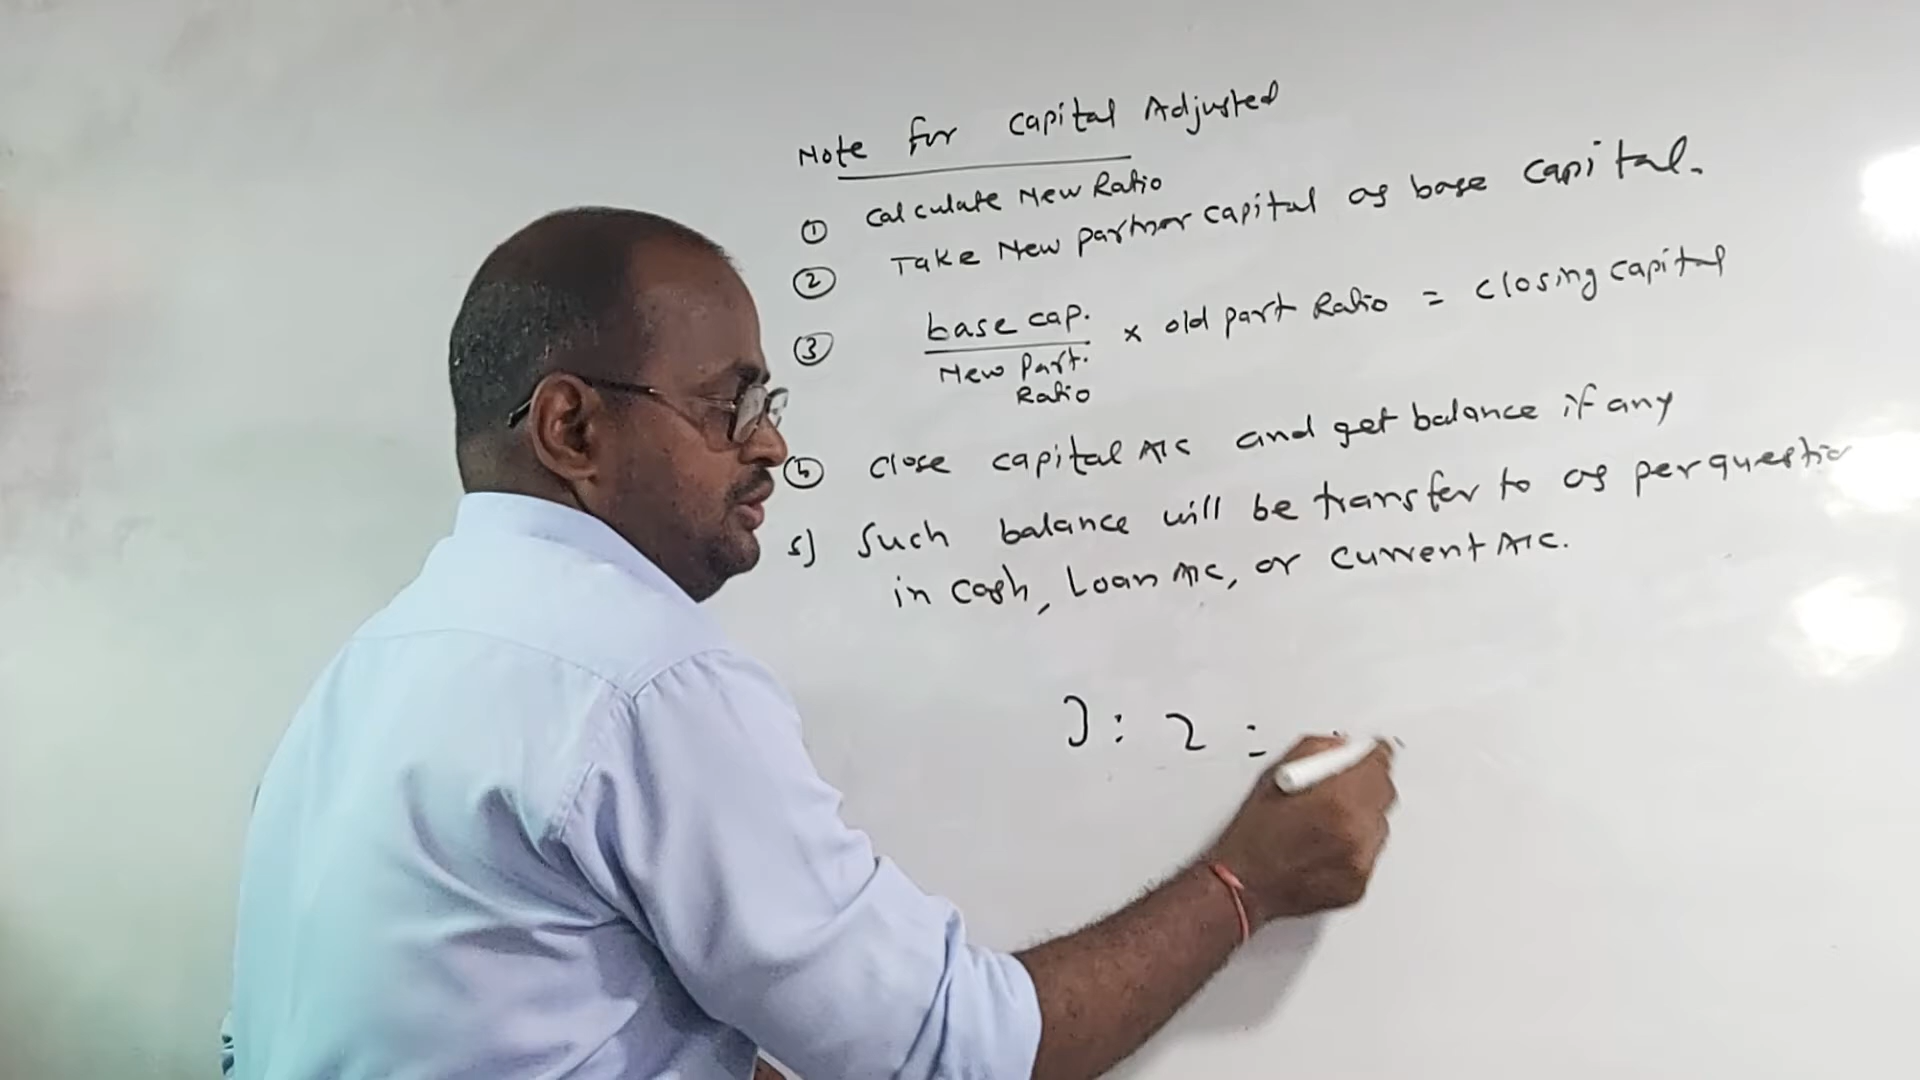 Note for Capital Adjusted
① Calculate New Ratio
② Take New partner capital as base capital.
③ base cap. / New Part. Ratio × old part Ratio = closing capital
④ Close capital A/C and get balance if any
5) Such balance will be transfer to as per questio
in cash, Loan A/C, or Current A/C.
3 : 2 :